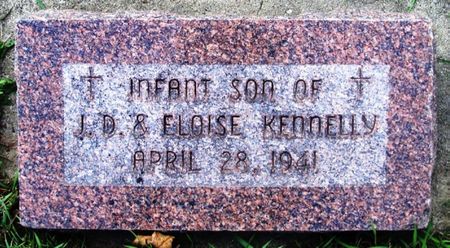 INFANT SON OF
J. D. & ELOISE KENNELLY
APRIL 28, 1941